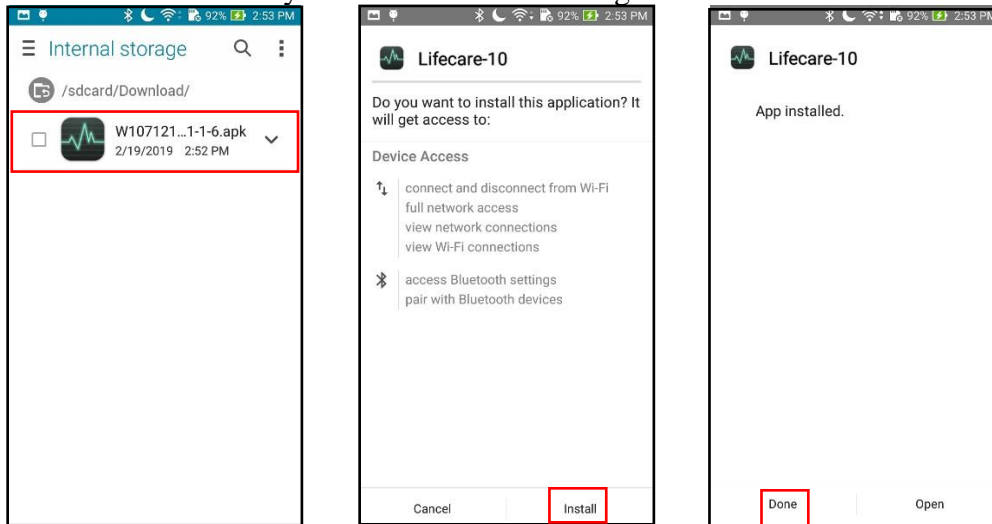 92% 2:53 PM
Internal storage
/sdcard/Download/
W107121...1-1-6.apk
2/19/2019 2:52 PM
92% 2:53 PM
Lifecare-10
Do you want to install this application? It
will get access to:
Device Access
connect and disconnect from Wi-Fi
full network access
view network connections
view Wi-Fi connections
access Bluetooth settings
pair with Bluetooth devices
Cancel Install
92% 2:53 PM
Lifecare-10
App installed.
Done Open